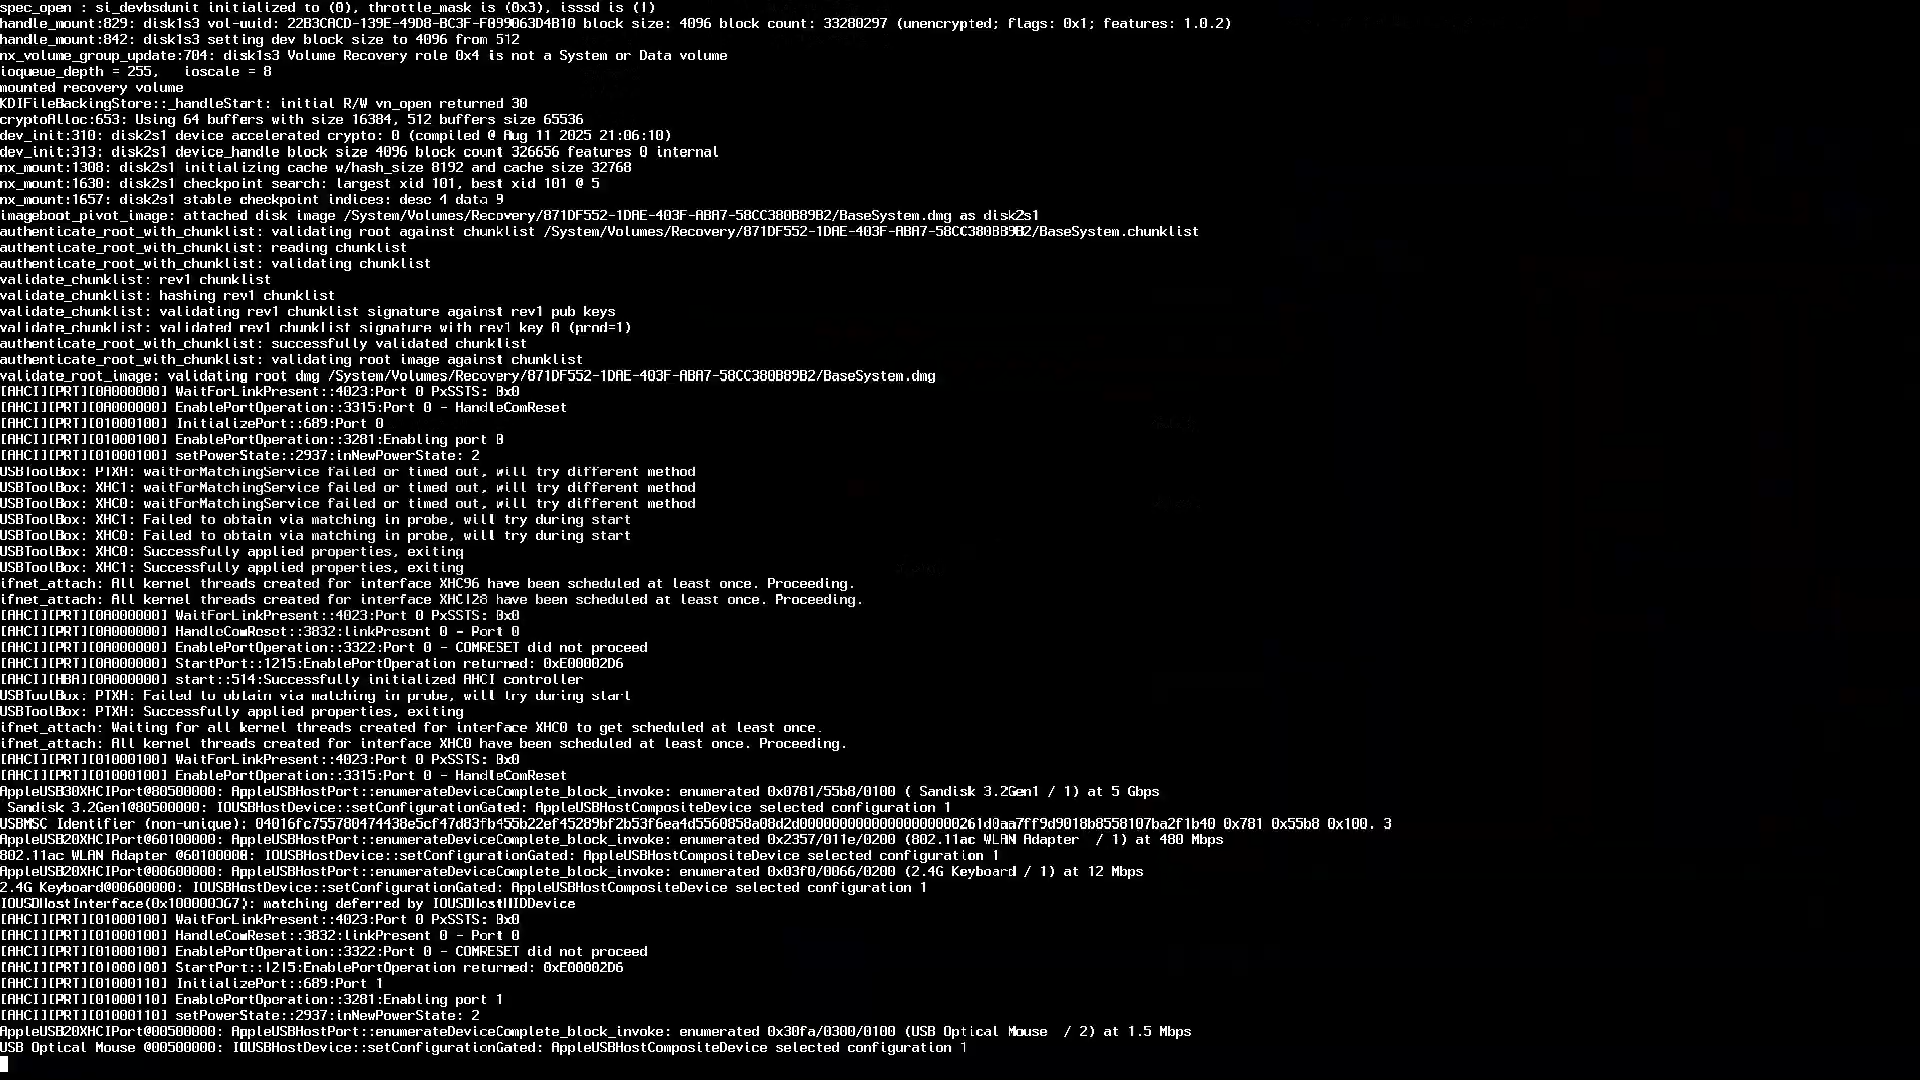 spec_open : si_devbsdunit initialized to (0), throttle_mask is (0x3), isssd is (1)
handle_mount:829: disk1s3 vol-uuid: 22B3CACD-139E-49D8-BC3F-F099063D4B10 block size: 4096 block count: 33280297 (unencrypted; flags: 0x1; features: 1.0.2)
handle_mount:842: disk1s3 setting dev block size to 4096 from 512
nx_volume_group_update:704: disk1s3 Volume Recovery role 0x4 is not a System or Data volume
ioqueue_depth = 255,   ioscale = 8
mounted recovery volume
KDIFileBackingStore::_handleStart: initial R/W vn_open returned 30
cryptoAlloc:653: Using 64 buffers with size 16384, 512 buffers size 65536
dev_init:310: disk2s1 device accelerated crypto: 0 (compiled @ Aug 11 2025 21:06:10)
dev_init:313: disk2s1 device_handle block size 4096 block count 326656 features 0 internal
nx_mount:1308: disk2s1 initializing cache w/hash_size 8192 and cache size 32768
nx_mount:1630: disk2s1 checkpoint search: largest xid 101, best xid 101 @ 5
nx_mount:1657: disk2s1 stable checkpoint indices: desc 4 data 9
imageboot_pivot_image: attached disk image /System/Volumes/Recovery/871DF552-1DAE-403F-ABA7-58CC380B89B2/BaseSystem.dmg as disk2s1
authenticate_root_with_chunklist: validating root against chunklist /System/Volumes/Recovery/871DF552-1DAE-403F-ABA7-58CC380B89B2/BaseSystem.chunklist
authenticate_root_with_chunklist: reading chunklist
authenticate_root_with_chunklist: validating chunklist
validate_chunklist: rev1 chunklist
validate_chunklist: hashing rev1 chunklist
validate_chunklist: validating rev1 chunklist signature against rev1 pub keys
validate_chunklist: validated rev1 chunklist signature with rev1 key 0 (prod=1)
authenticate_root_with_chunklist: successfully validated chunklist
authenticate_root_with_chunklist: validating root image against chunklist
validate_root_image: validating root dmg /System/Volumes/Recovery/871DF552-1DAE-403F-ABA7-58CC380B89B2/BaseSystem.dmg
[AHCI][PRT][0A000000] WaitForLinkPresent::4023:Port 0 PxSSTS: 0x0
[AHCI][PRT][0A000000] EnablePortOperation::3315:Port 0 - HandleComReset
[AHCI][PRT][01000100] InitializePort::689:Port 0
[AHCI][PRT][01000100] EnablePortOperation::3281:Enabling port 0
[AHCI][PRT][01000100] setPowerState::2937:inNewPowerState: 2
USBToolBox: PTXH: waitForMatchingService failed or timed out, will try different method
USBToolBox: XHC1: waitForMatchingService failed or timed out, will try different method
USBToolBox: XHC0: waitForMatchingService failed or timed out, will try different method
USBToolBox: XHC1: Failed to obtain via matching in probe, will try during start
USBToolBox: XHC0: Failed to obtain via matching in probe, will try during start
USBToolBox: XHC0: Successfully applied properties, exiting
USBToolBox: XHC1: Successfully applied properties, exiting
ifnet_attach: All kernel threads created for interface XHC96 have been scheduled at least once. Proceeding.
ifnet_attach: All kernel threads created for interface XHC128 have been scheduled at least once. Proceeding.
[AHCI][PRT][0A000000] WaitForLinkPresent::4023:Port 0 PxSSTS: 0x0
[AHCI][PRT][0A000000] HandleComReset::3832:linkPresent 0 - Port 0
[AHCI][PRT][0A000000] EnablePortOperation::3322:Port 0 - COMRESET did not proceed
[AHCI][PRT][0A000000] StartPort::1215:EnablePortOperation returned: 0xE00002D6
[AHCI][HBA][0A000000] start::514:Successfully initialized AHCI controller
USBToolBox: PTXH: Failed to obtain via matching in probe, will try during start
USBToolBox: PTXH: Successfully applied properties, exiting
ifnet_attach: Waiting for all kernel threads created for interface XHC0 to get scheduled at least once.
ifnet_attach: All kernel threads created for interface XHC0 have been scheduled at least once. Proceeding.
[AHCI][PRT][01000100] WaitForLinkPresent::4023:Port 0 PxSSTS: 0x0
[AHCI][PRT][01000100] EnablePortOperation::3315:Port 0 - HandleComReset
AppleUSB30XHCIPort@80500000: AppleUSBHostPort::enumerateDeviceComplete_block_invoke: enumerated 0x0781/55b8/0100 ( Sandisk 3.2Gen1 / 1) at 5 Gbps
 Sandisk 3.2Gen1@80500000: IOUSBHostDevice::setConfigurationGated: AppleUSBHostCompositeDevice selected configuration 1
USBMSC Identifier (non-unique): 0x781 0x55b8 0x100, 3
AppleUSB20XHCIPort@60100000: AppleUSBHostPort::enumerateDeviceComplete_block_invoke: enumerated 0x2357/011e/0200 (802.11ac WLAN Adapter  / 1) at 480 Mbps
802.11ac WLAN Adapter @60100000: IOUSBHostDevice::setConfigurationGated: AppleUSBHostCompositeDevice selected configuration 1
AppleUSB20XHCIPort@00600000: AppleUSBHostPort::enumerateDeviceComplete_block_invoke: enumerated 0x03f0/0066/0200 (2.4G Keyboard / 1) at 12 Mbps
2.4G Keyboard@00600000: IOUSBHostDevice::setConfigurationGated: AppleUSBHostCompositeDevice selected configuration 1
IOUSBHostInterface(0x100000367): matching deferred by IOUSBHostHIDDevice
[AHCI][PRT][01000100] WaitForLinkPresent::4023:Port 0 PxSSTS: 0x0
[AHCI][PRT][01000100] HandleComReset::3832:linkPresent 0 - Port 0
[AHCI][PRT][01000100] EnablePortOperation::3322:Port 0 - COMRESET did not proceed
[AHCI][PRT][01000100] StartPort::1215:EnablePortOperation returned: 0xE00002D6
[AHCI][PRT][01000110] InitializePort::689:Port 1
[AHCI][PRT][01000110] EnablePortOperation::3281:Enabling port 1
[AHCI][PRT][01000110] setPowerState::2937:inNewPowerState: 2
AppleUSB20XHCIPort@00500000: AppleUSBHostPort::enumerateDeviceComplete_block_invoke: enumerated 0x30fa/0300/0100 (USB Optical Mouse  / 2) at 1.5 Mbps
USB Optical Mouse @00500000: IOUSBHostDevice::setConfigurationGated: AppleUSBHostCompositeDevice selected configuration 1